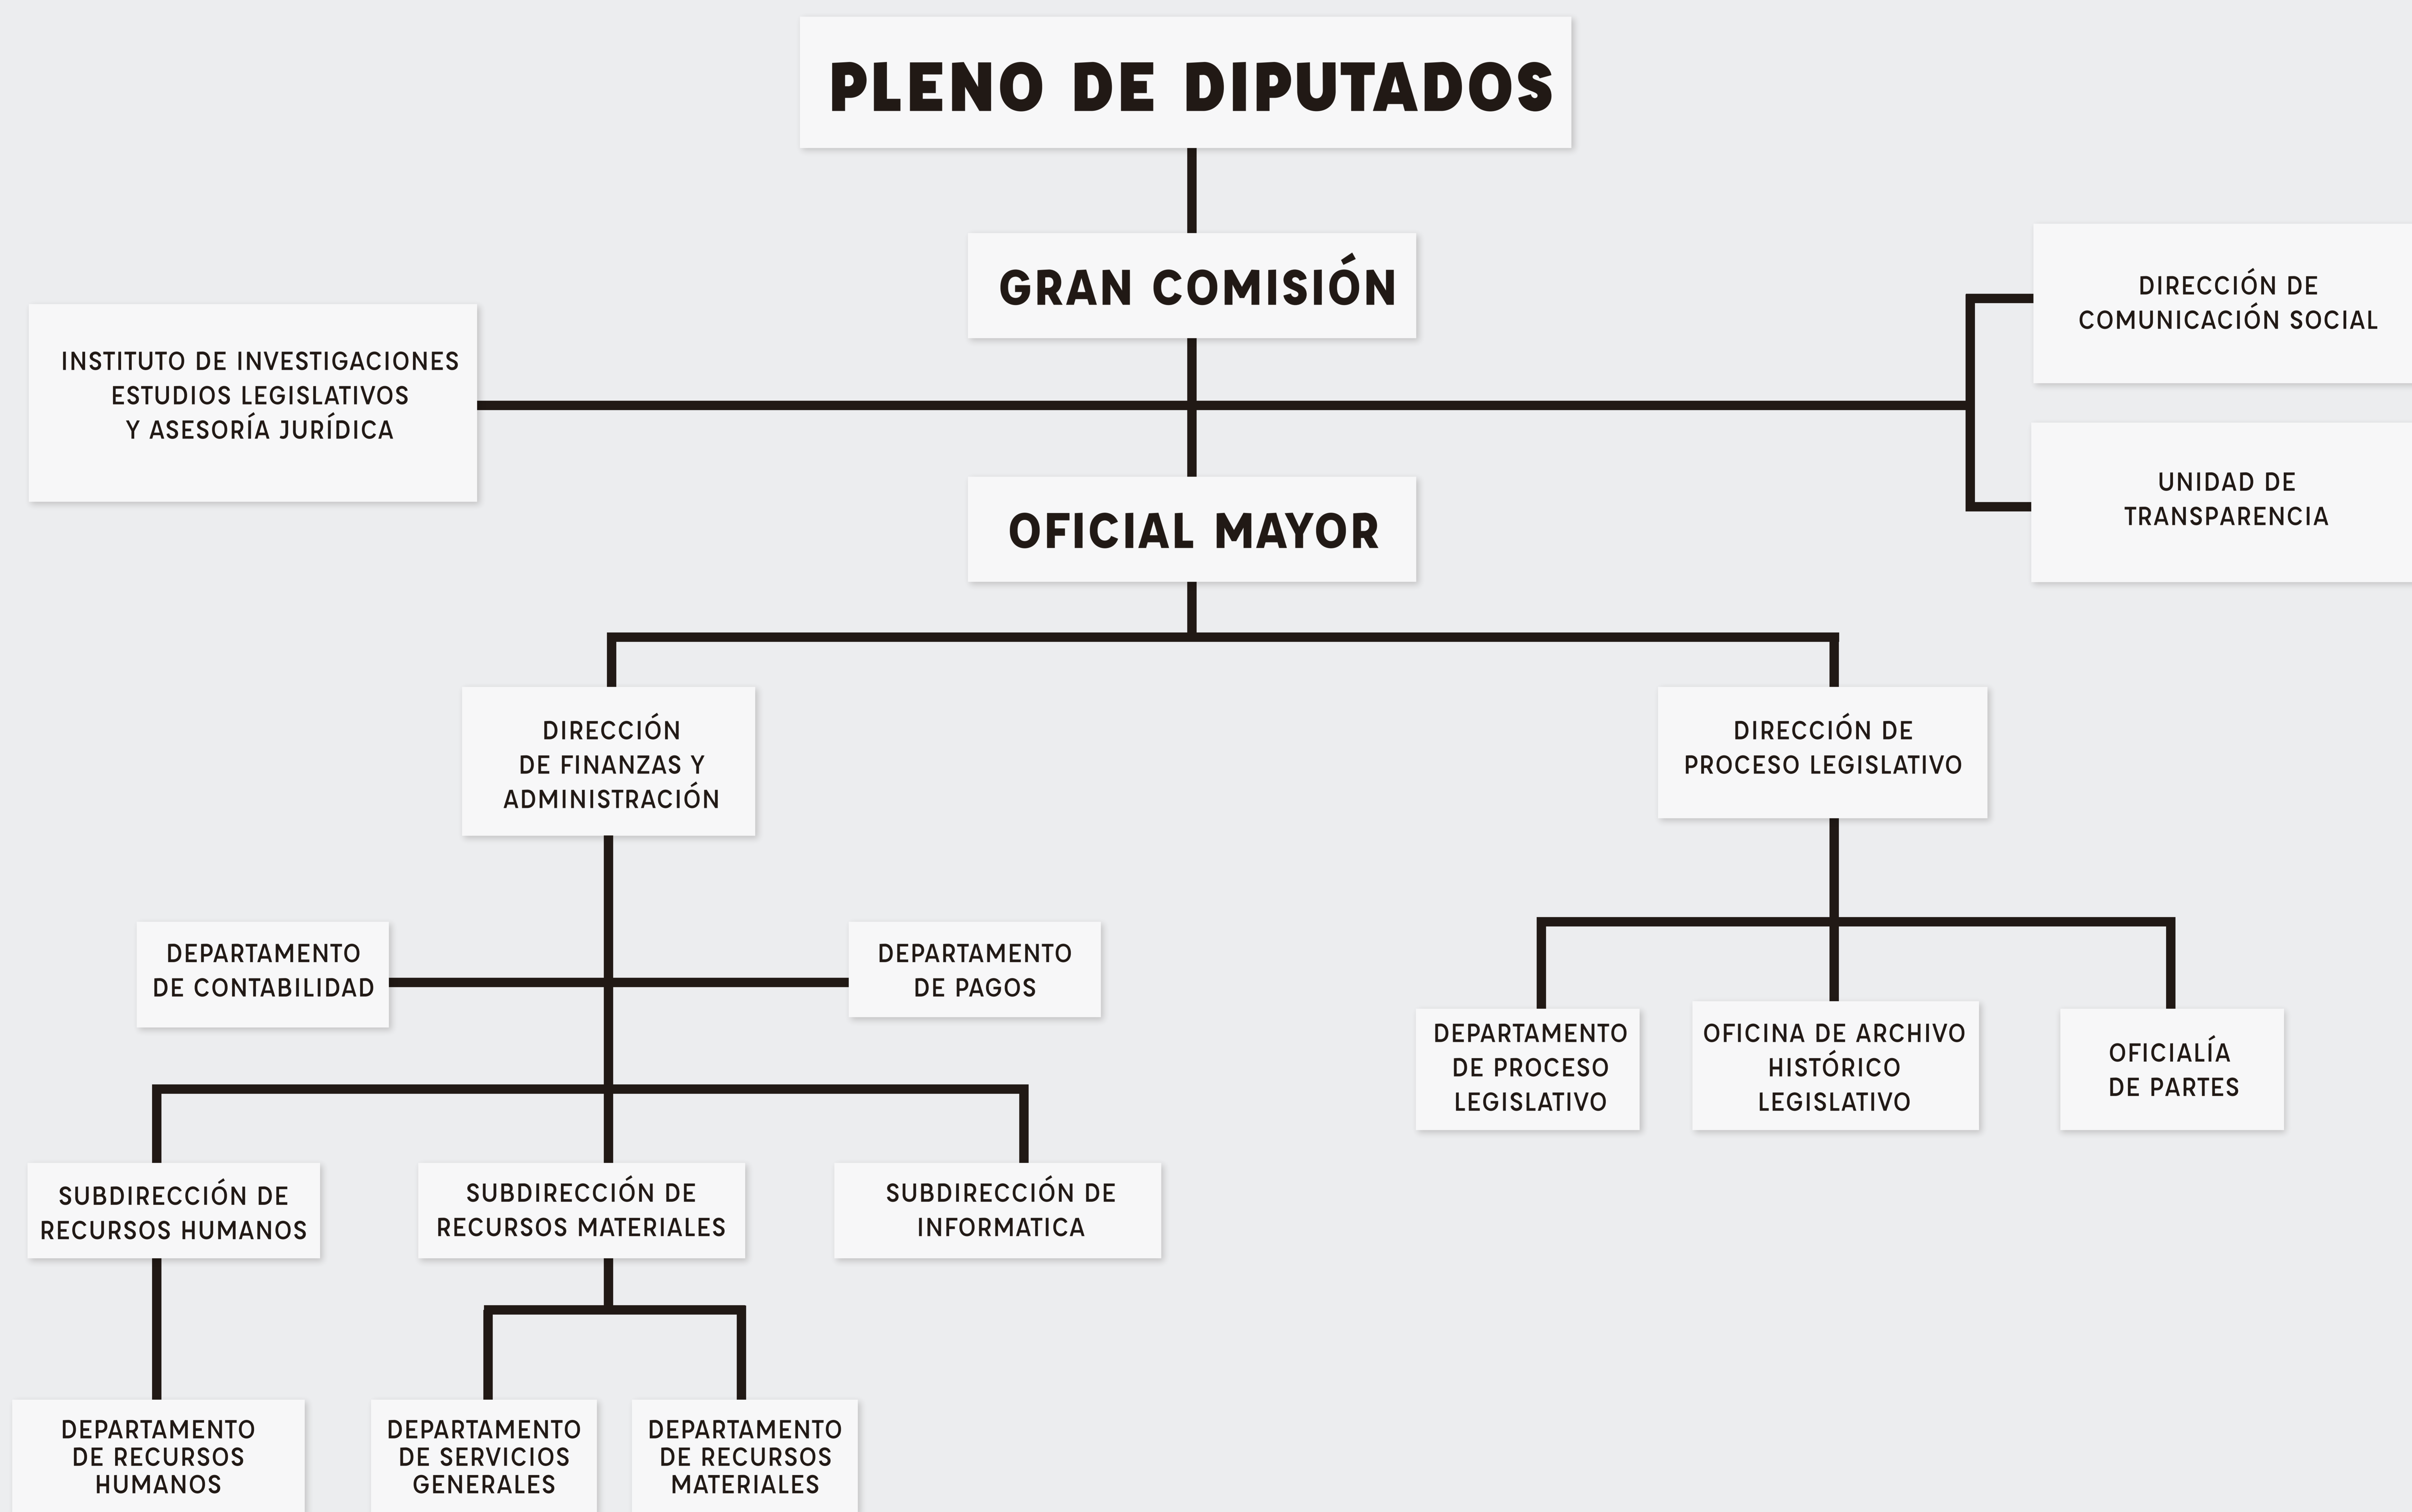 PLENO DE DIPUTADOS
GRAN COMISIÓN
DIRECCIÓN DE
COMUNICACIÓN SOCIAL
INSTITUTO DE INVESTIGACIONES
ESTUDIOS LEGISLATIVOS
Y ASESORÍA JURÍDICA
UNIDAD DE
TRANSPARENCIA
OFICIAL MAYOR
DIRECCIÓN
DE FINANZAS Y
ADMINISTRACIÓN
DIRECCIÓN DE
PROCESO LEGISLATIVO
DEPARTAMENTO
DE CONTABILIDAD
DEPARTAMENTO
DE PAGOS
DEPARTAMENTO
DE PROCESO
LEGISLATIVO
OFICINA DE ARCHIVO
HISTÓRICO
LEGISLATIVO
OFICIALÍA
DE PARTES
SUBDIRECCIÓN DE
RECURSOS HUMANOS
SUBDIRECCIÓN DE
RECURSOS MATERIALES
SUBDIRECCIÓN DE
INFORMATICA
DEPARTAMENTO
DE RECURSOS
HUMANOS
DEPARTAMENTO
DE SERVICIOS
GENERALES
DEPARTAMENTO
DE RECURSOS
MATERIALES